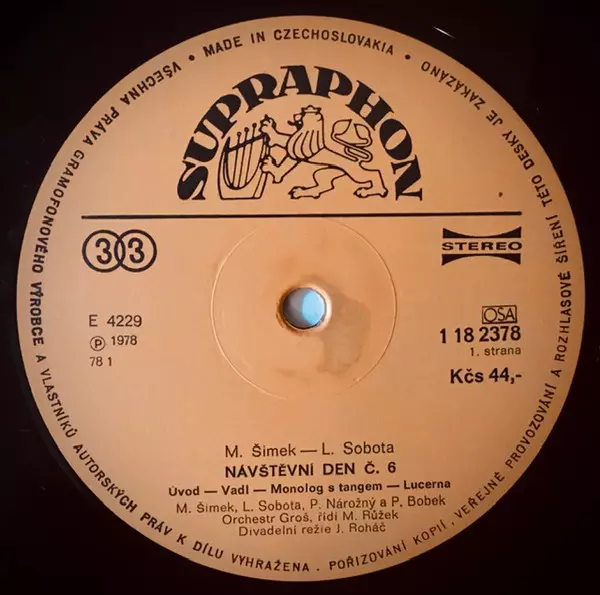 VŠECHNA PRÁVA GRAMOFONOVÉHO VÝROBCE A VLASTNÍKŮ AUTORSKÝCH PRÁV K DÍLU VYHRAŽENA . POŘIZOVÁNÍ KOPIÍ, VEŘEJNÉ PROVOZOVÁNÍ A ROZHLASOVÉ ŠÍŘENÍ TÉTO DESKY JE ZAKÁZÁNO
• MADE IN CZECHOSLOVAKIA •
SUPRAPHON
33
STEREO
E 4229
Ⓟ 1978
78 1
OSA
1 18 2378
1. strana
Kčs 44,-
M. Šimek — L. Sobota
NÁVŠTĚVNÍ DEN Č. 6
Úvod — Vadl — Monolog s tangem — Lucerna
M. Šimek, L. Sobota, P. Nárožný a P. Bobek
Orchestr Groš, řídí M. Růžek
Divadelní režie J. Roháč